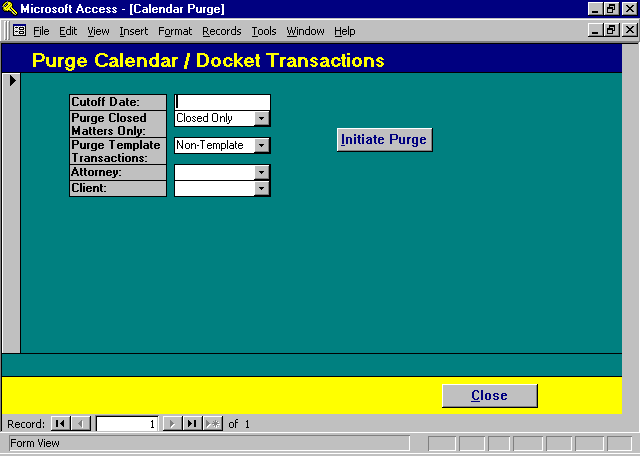 Microsoft Access - [Calendar Purge]
File Edit View Insert Format Records Tools Window Help
Purge Calendar / Docket Transactions
Cutoff Date:
Purge Closed Matters Only: Closed Only
Initiate Purge
Purge Template Transactions: Non-Template
Attorney:
Client:
Close
Record: 1 of 1
Form View